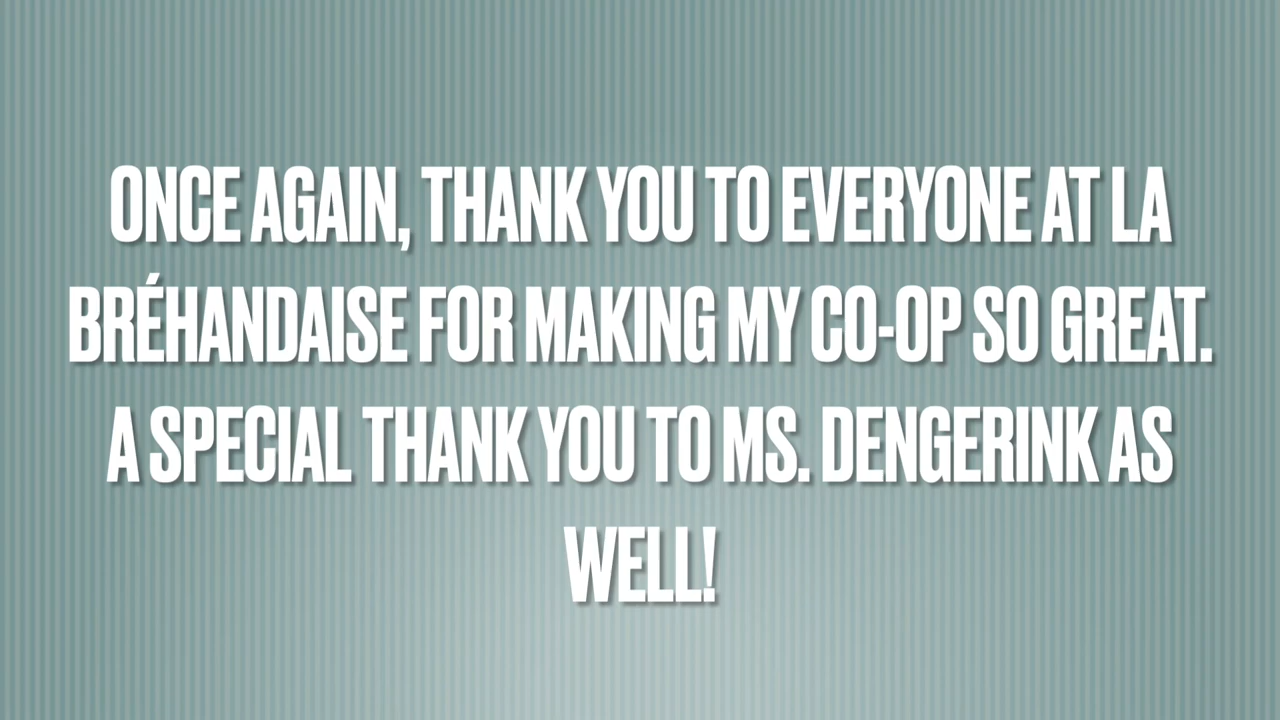 ONCE AGAIN, THANK YOU TO EVERYONE AT LA
BRÉHANDAISE FOR MAKING MY CO-OP SO GREAT.
A SPECIAL THANK YOU TO MS. DENGERINK AS
WELL!